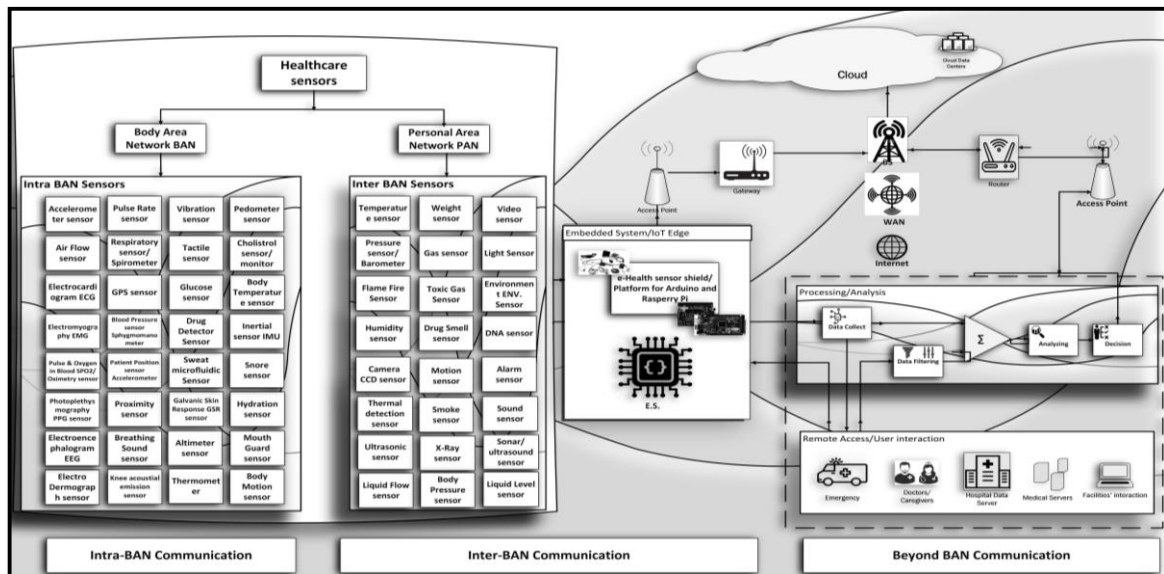 Healthcare
sensors
Body Area
Network BAN
Personal Area
Network PAN
Intra BAN Sensors
Accelerome
ter sensor
Pulse Rate
sensor
Vibration
sensor
Pedometer
sensor
Air Flow
sensor
Respiratory
sensor/
Spirometer
Tactile
sensor
Cholistrol
sensor/
monitor
Electrocardi
ogram ECG
GPS sensor
Glucose
sensor
Body
Temperatur
e sensor
Electromyogra
phy EMG
Blood Pressure
sensor
Sphygmomano
meter
Drug
Detector
Sensor
Inertial
sensor IMU
Pulse & Oxygen
in Blood SPO2/
Oximetry sensor
Patient Position
sensor
Accelerometer
Sweat
microfluidic
Sensor
Snore
sensor
Photoplethys
mography
PPG sensor
Proximity
sensor
Galvanic Skin
Response GSR
sensor
Hydration
sensor
Electroence
phalogram
EEG
Breathing
Sound
sensor
Altimeter
sensor
Mouth
Guard
sensor
Electro
Dermograp
h sensor
Knee acoustial
emission
sensor
Thermomet
er
Body
Motion
sensor
Inter BAN Sensors
Temperatur
e sensor
Weight
sensor
Video
sensor
Pressure
sensor/
Barometer
Gas sensor
Light Sensor
Flame Fire
Sensor
Toxic Gas
Sensor
Environmen
t ENV.
Sensor
Humidity
sensor
Drug Smell
sensor
DNA sensor
Camera
CCD sensor
Motion
sensor
Alarm
sensor
Thermal
detection
sensor
Smoke
sensor
Sound
sensor
Ultrasonic
sensor
X-Ray
sensor
Sonar/
ultrasound
sensor
Liquid Flow
sensor
Body
Pressure
sensor
Liquid Level
sensor
Access Point
Gateway
Embedded System/IoT Edge
e-Health sensor shield/
Platform for Arduino and
Rasperry Pi
E.S.
Cloud
Cloud Data
Centers
BS
WAN
Internet
Router
Access Point
Processing/Analysis
Data Collect
Data Filtering
Σ
Analyzing
Decision
Remote Access/User interaction
Emergency
Doctors/
Caregivers
Hospital Data
Server
Medical Servers
Facilities' interaction
Intra-BAN Communication
Inter-BAN Communication
Beyond BAN Communication